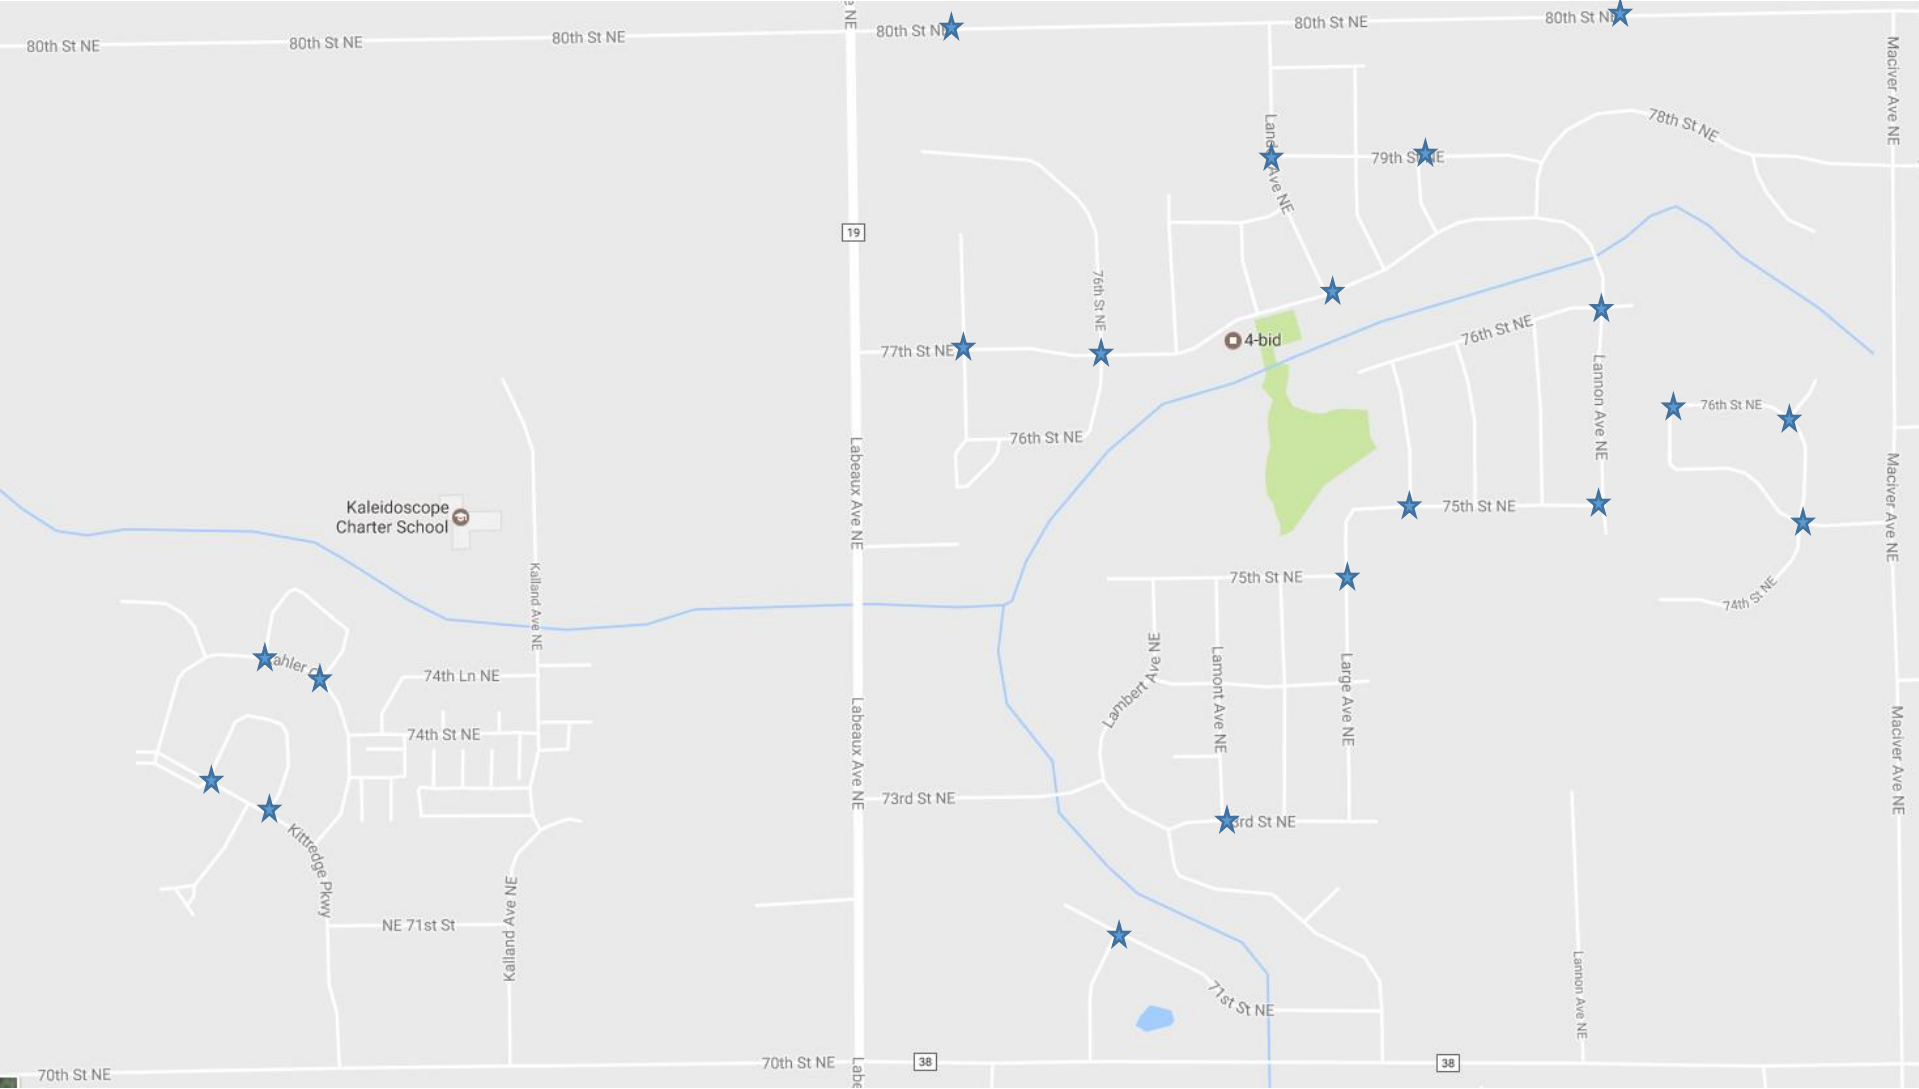 e NE
80th St NE
80th St NE
80th St NE
80th St N
80th St NE
80th St N
Maciver Ave NE
78th St NE
Land
Ave NE
79th S NE
19
76th St NE
77th St NE
4-bid
76th St NE
Lannon Ave NE
76th St NE
76th St NE
Labeaux Ave NE
Maciver Ave NE
Kaleidoscope
Charter School
75th St NE
Kalland Ave NE
75th St NE
74th St NE
ahler
74th Ln NE
Lambert Ave NE
Lamont Ave NE
Large Ave NE
74th St NE
Labeaux Ave NE
Maciver Ave NE
73rd St NE
3rd St NE
Kittredge Pkwy
NE 71st St
Kalland Ave NE
Lannon Ave NE
71st St NE
70th St NE
70th St NE
38
38
Labe